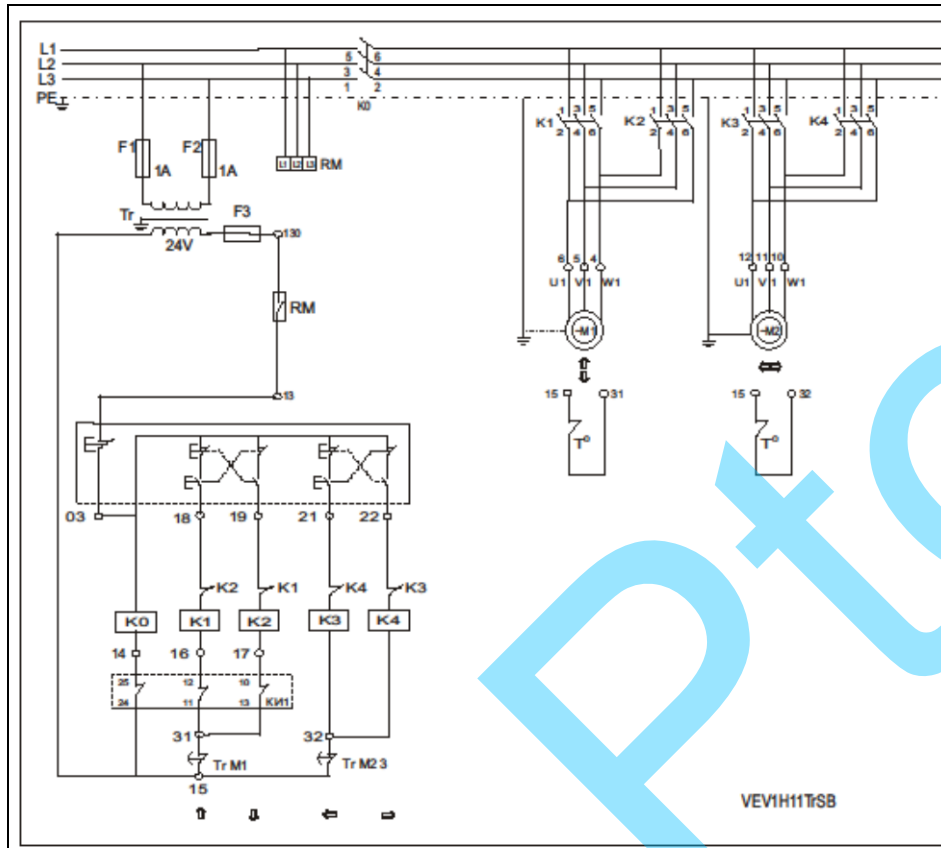 L1
L2
L3
PE
5 6
3 4
1 2
K0
F1 F2
1A 1A
L1 L2 L3 RM
Tr
F3
24V
130
RM
13
K1 1 3 5
2 4 6
K2 1 3 5
2 4 6
K3 1 3 5
2 4 6
K4 1 3 5
2 4 6
6 5 4
U1 V1 W1
~M1
12 11 10
U1 V1 W1
~M2
15 31
T°
15 32
T°
03 18 19 21 22
K2 K1 K4 K3
K0 K1 K2 K3 K4
14 16 17
25 12 10
24 11 13 КИ1
31 32
Tr M1 Tr M2 3
15
VEV1H11TrSB
Pto